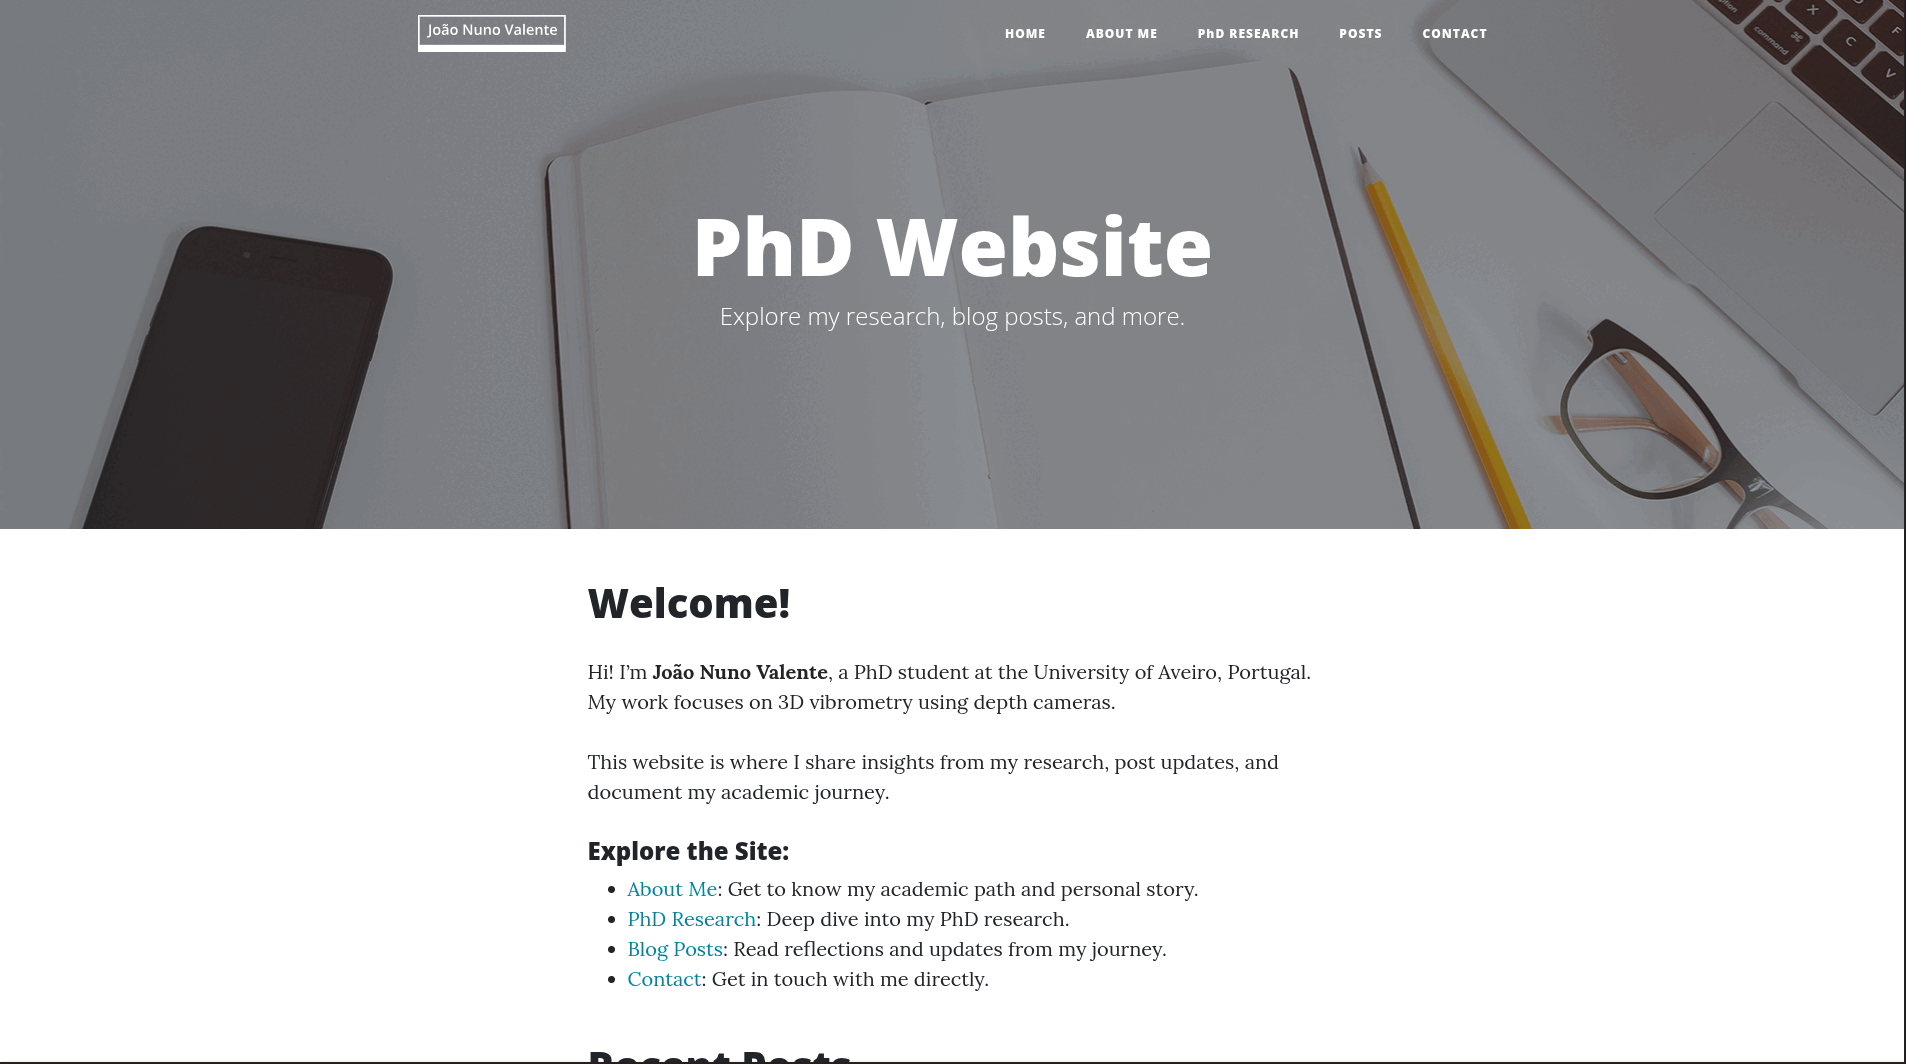 João Nuno Valente
HOME
ABOUT ME
PhD RESEARCH
POSTS
CONTACT
option
command
⌘
X
C
V
F
PhD Website
Explore my research, blog posts, and more.
Welcome!
Hi! I’m João Nuno Valente, a PhD student at the University of Aveiro, Portugal.
My work focuses on 3D vibrometry using depth cameras.
This website is where I share insights from my research, post updates, and
document my academic journey.
Explore the Site:
• About Me: Get to know my academic path and personal story.
• PhD Research: Deep dive into my PhD research.
• Blog Posts: Read reflections and updates from my journey.
• Contact: Get in touch with me directly.
Recent Posts